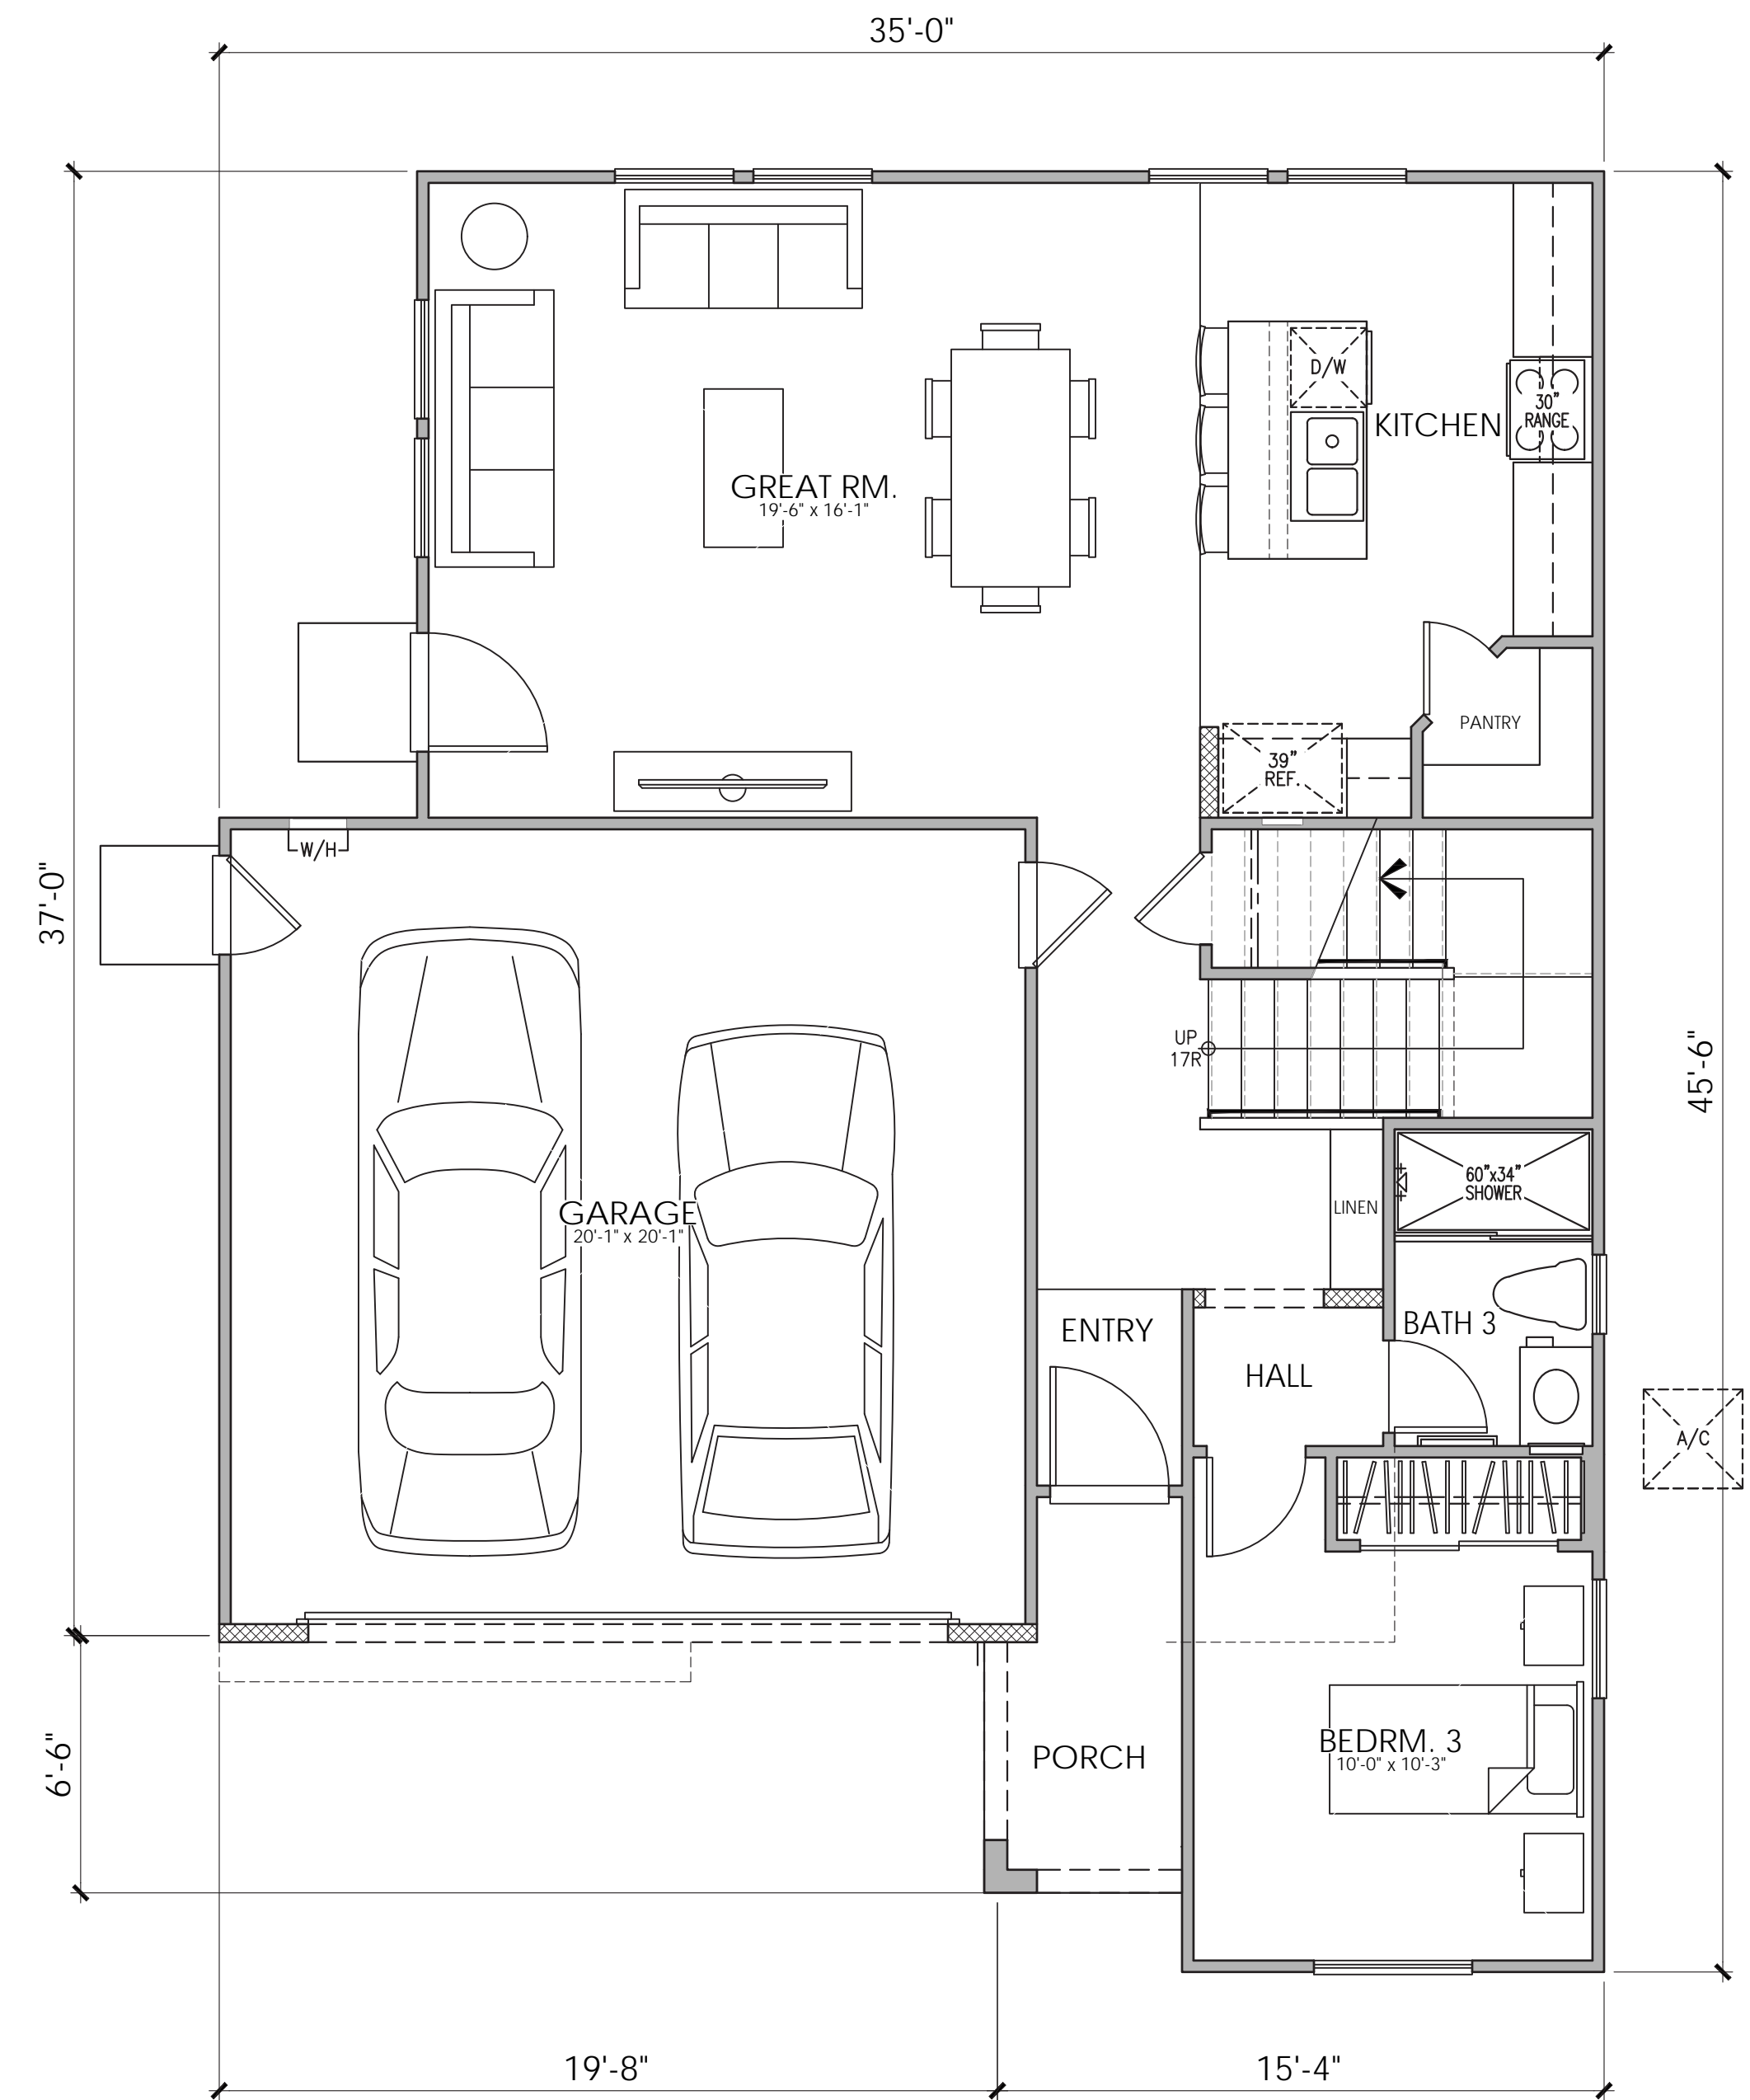 35'-0"
D/W
KITCHEN
30"
RANGE
GREAT RM.
19'-6" x 16'-1"
PANTRY
39"
REF.
W/H
37'-0"
UP
17R
45'-6"
60"x34"
SHOWER
LINEN
GARAGE
20'-1" x 20'-1"
ENTRY
BATH 3
HALL
A/C
6'-6"
PORCH
BEDRM. 3
10'-0" x 10'-3"
19'-8"
15'-4"